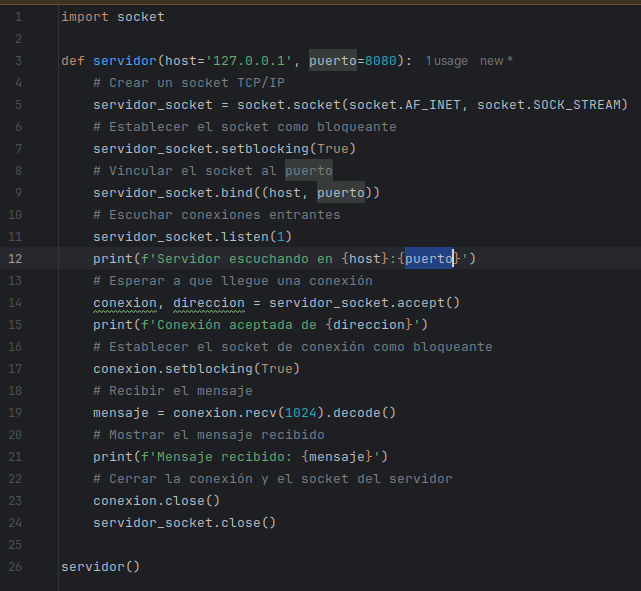 1 import socket
2
3 def servidor(host='127.0.0.1', puerto=8080): 1 usage new *
4 # Crear un socket TCP/IP
5 servidor_socket = socket.socket(socket.AF_INET, socket.SOCK_STREAM)
6 # Establecer el socket como bloqueante
7 servidor_socket.setblocking(True)
8 # Vincular el socket al puerto
9 servidor_socket.bind((host, puerto))
10 # Escuchar conexiones entrantes
11 servidor_socket.listen(1)
12 print(f'Servidor escuchando en {host}:{puerto}')
13 # Esperar a que llegue una conexión
14 conexion, direccion = servidor_socket.accept()
15 print(f'Conexión aceptada de {direccion}')
16 # Establecer el socket de conexión como bloqueante
17 conexion.setblocking(True)
18 # Recibir el mensaje
19 mensaje = conexion.recv(1024).decode()
20 # Mostrar el mensaje recibido
21 print(f'Mensaje recibido: {mensaje}')
22 # Cerrar la conexión y el socket del servidor
23 conexion.close()
24 servidor_socket.close()
25
26 servidor()